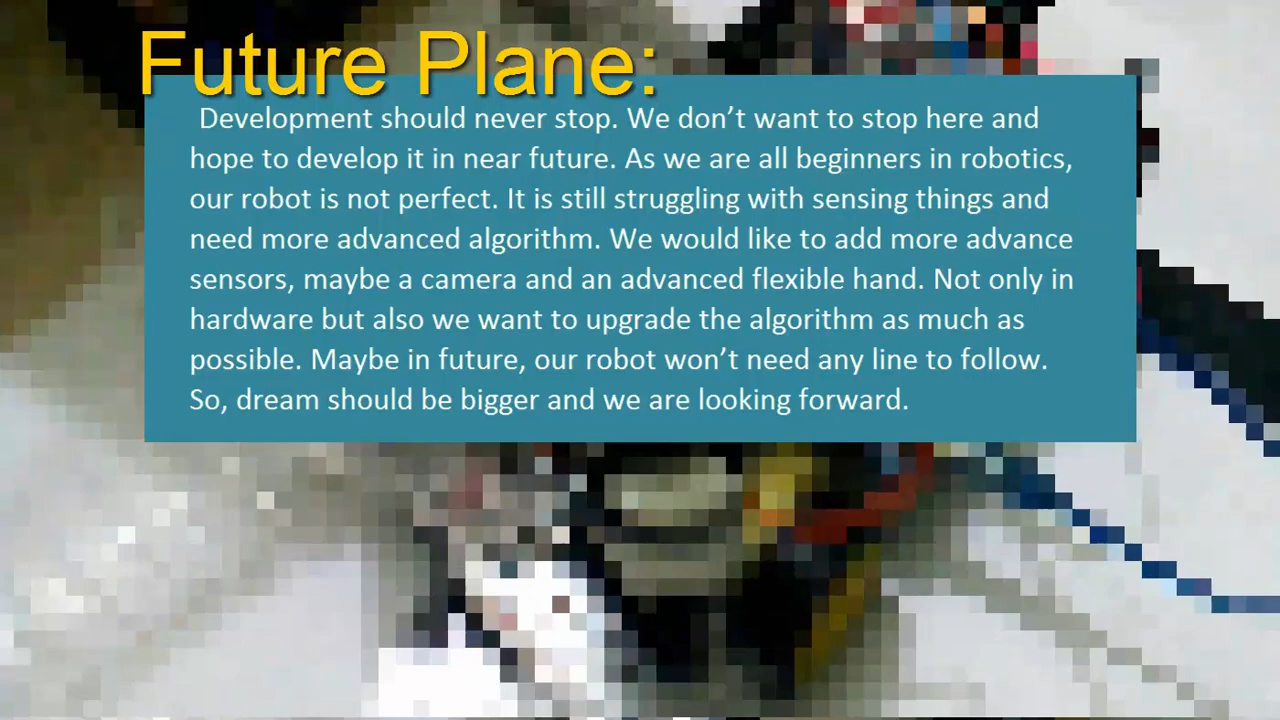 Future Plane:
Development should never stop. We don’t want to stop here and
hope to develop it in near future. As we are all beginners in robotics,
our robot is not perfect. It is still struggling with sensing things and
need more advanced algorithm. We would like to add more advance
sensors, maybe a camera and an advanced flexible hand. Not only in
hardware but also we want to upgrade the algorithm as much as
possible. Maybe in future, our robot won’t need any line to follow.
So, dream should be bigger and we are looking forward.